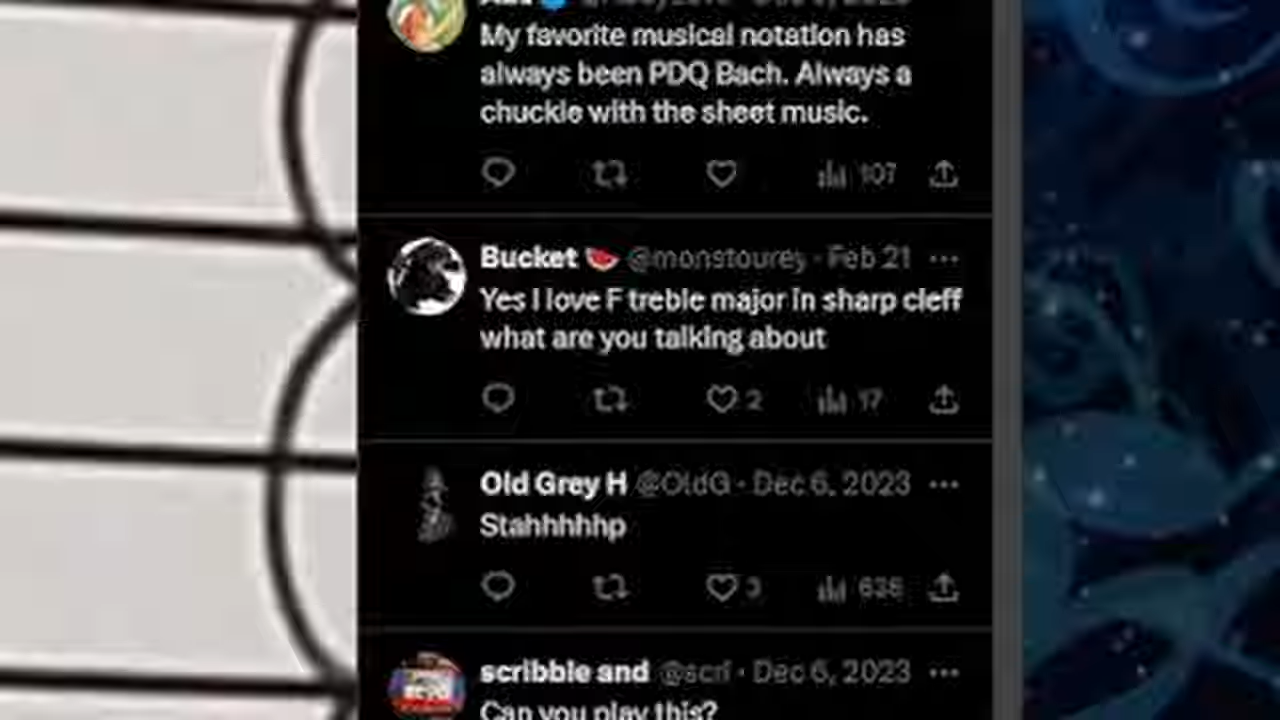 My favorite musical notation has
always been PDQ Bach. Always a
chuckle with the sheet music.
107
Bucket 🍉 @monstourey · Feb 21 ···
Yes I love F treble major in sharp cleff
what are you talking about
2 17
Old Grey H @OldG · Dec 6, 2023 ···
Stahhhhhp
3 636
scribble and @scri · Dec 6, 2023 ···
Can you play this?